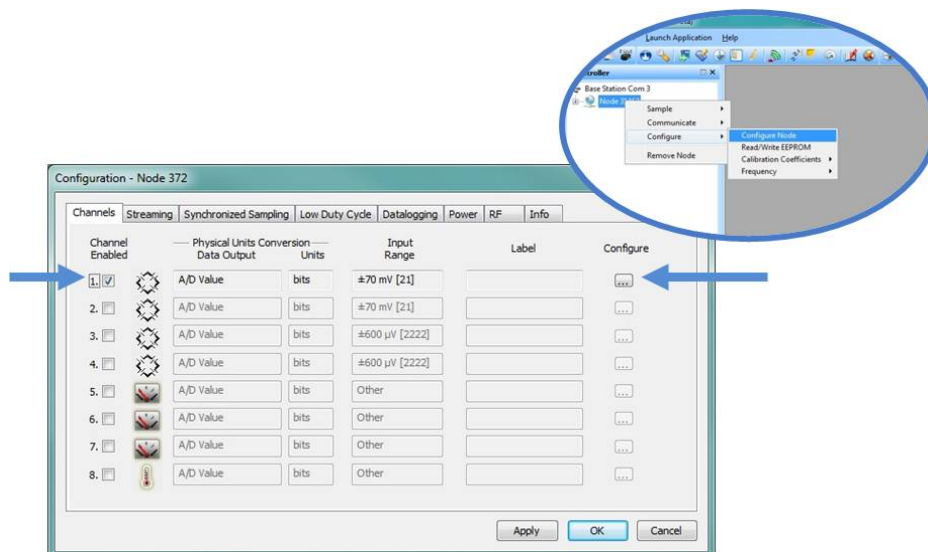 Launch Application Help
Base Station Com 3
Node
Sample
Communicate
Configure
Remove Node
Configure Node
Read/Write EEPROM
Calibration Coefficients
Frequency
Configuration - Node 372
Channels Streaming Synchronized Sampling Low Duty Cycle Datalogging Power RF Info
Channel Enabled
Physical Units Conversion
Data Output Units
Input Range
Label
Configure
1. A/D Value bits ±70 mV [21] ...
2. A/D Value bits ±70 mV [21] ...
3. A/D Value bits ±600 µV [2222] ...
4. A/D Value bits ±600 µV [2222] ...
5. A/D Value bits Other ...
6. A/D Value bits Other ...
7. A/D Value bits Other ...
8. A/D Value bits Other ...
Apply OK Cancel